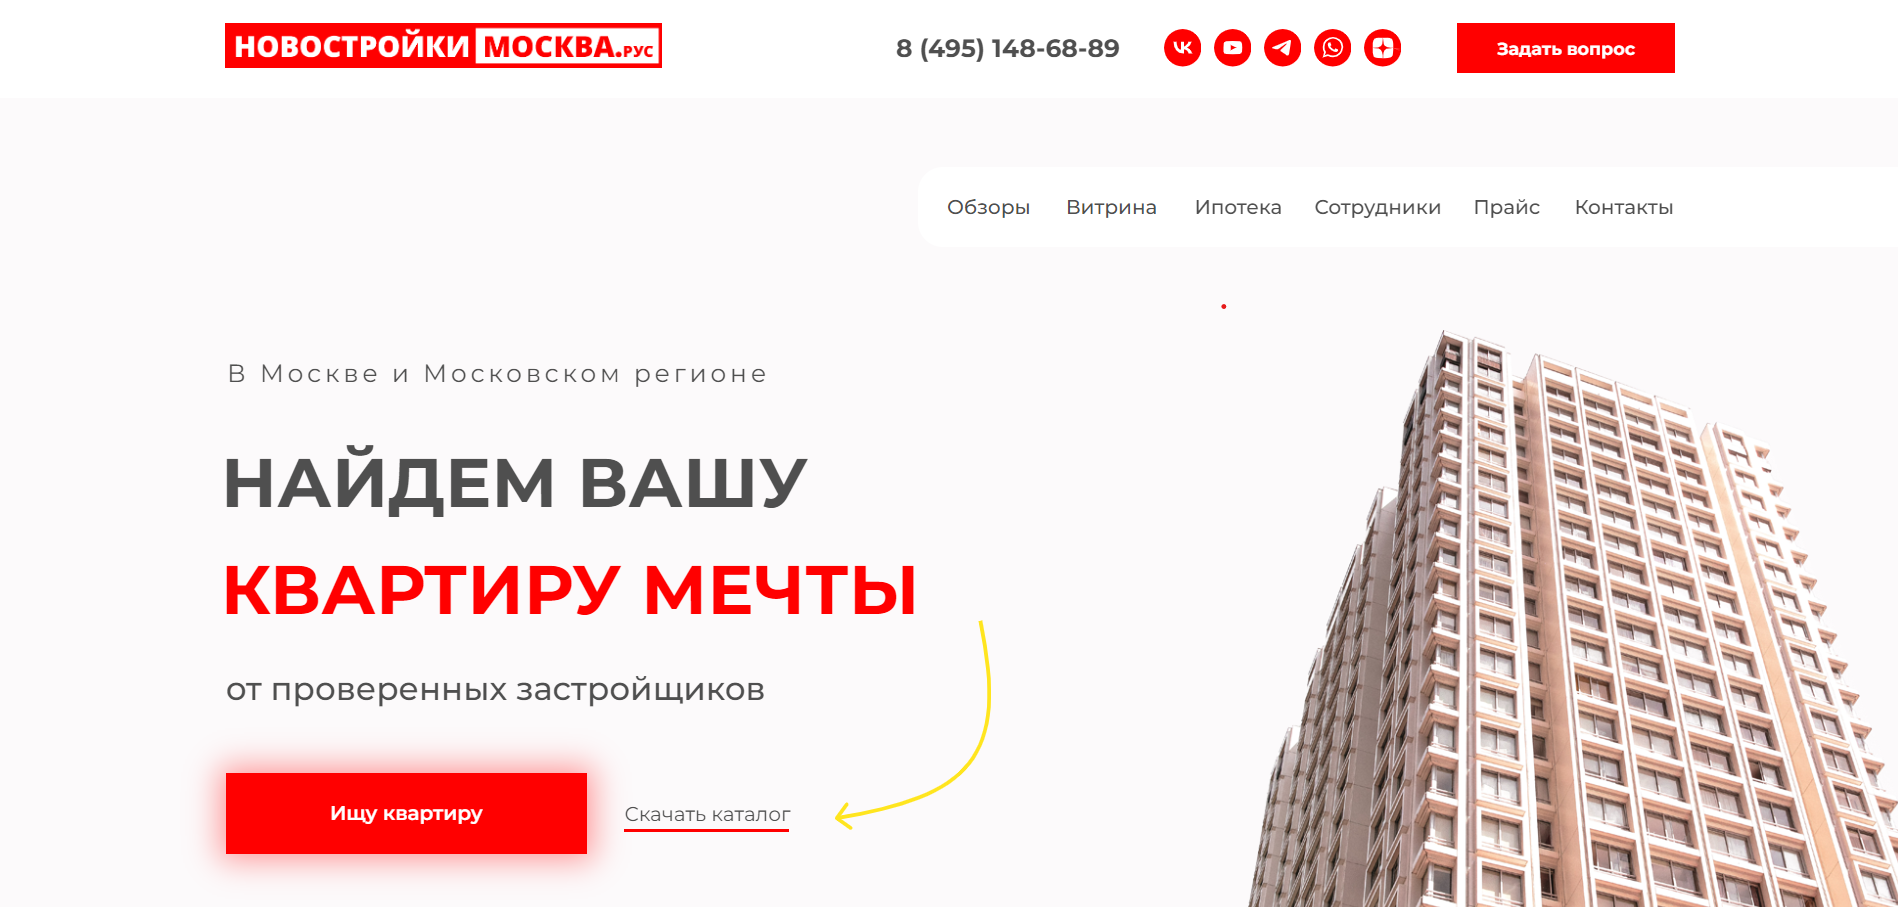 НОВОСТРОЙКИ МОСКВА.РУС
8 (495) 148-68-89
Задать вопрос
Обзоры Витрина Ипотека Сотрудники Прайс Контакты
В Москве и Московском регионе
НАЙДЕМ ВАШУ
КВАРТИРУ МЕЧТЫ
от проверенных застройщиков
Ищу квартиру
Скачать каталог